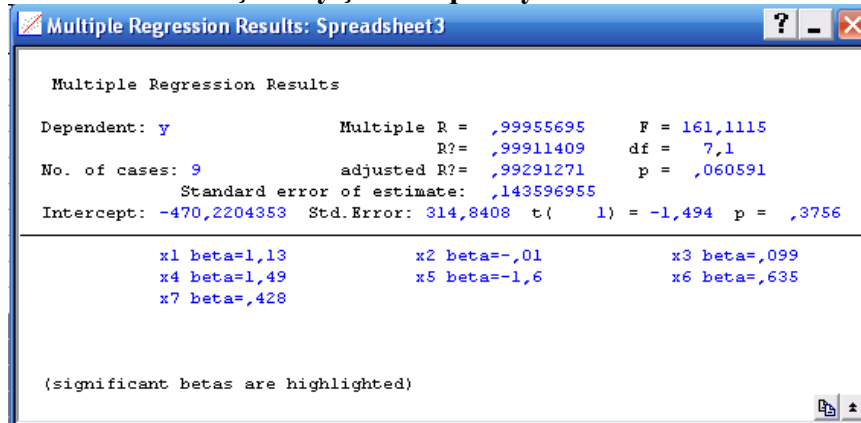 Multiple Regression Results: Spreadsheet3
Multiple Regression Results
Dependent: y Multiple R = ,99955695 F = 161,1115
R?= ,99911409 df = 7,1
No. of cases: 9 adjusted R?= ,99291271 p = ,060591
Standard error of estimate: ,143596955
Intercept: -470,2204353 Std.Error: 314,8408 t( 1) = -1,494 p = ,3756
x1 beta=1,13 x2 beta=-,01 x3 beta=,099
x4 beta=1,49 x5 beta=-1,6 x6 beta=,635
x7 beta=,428
(significant betas are highlighted)